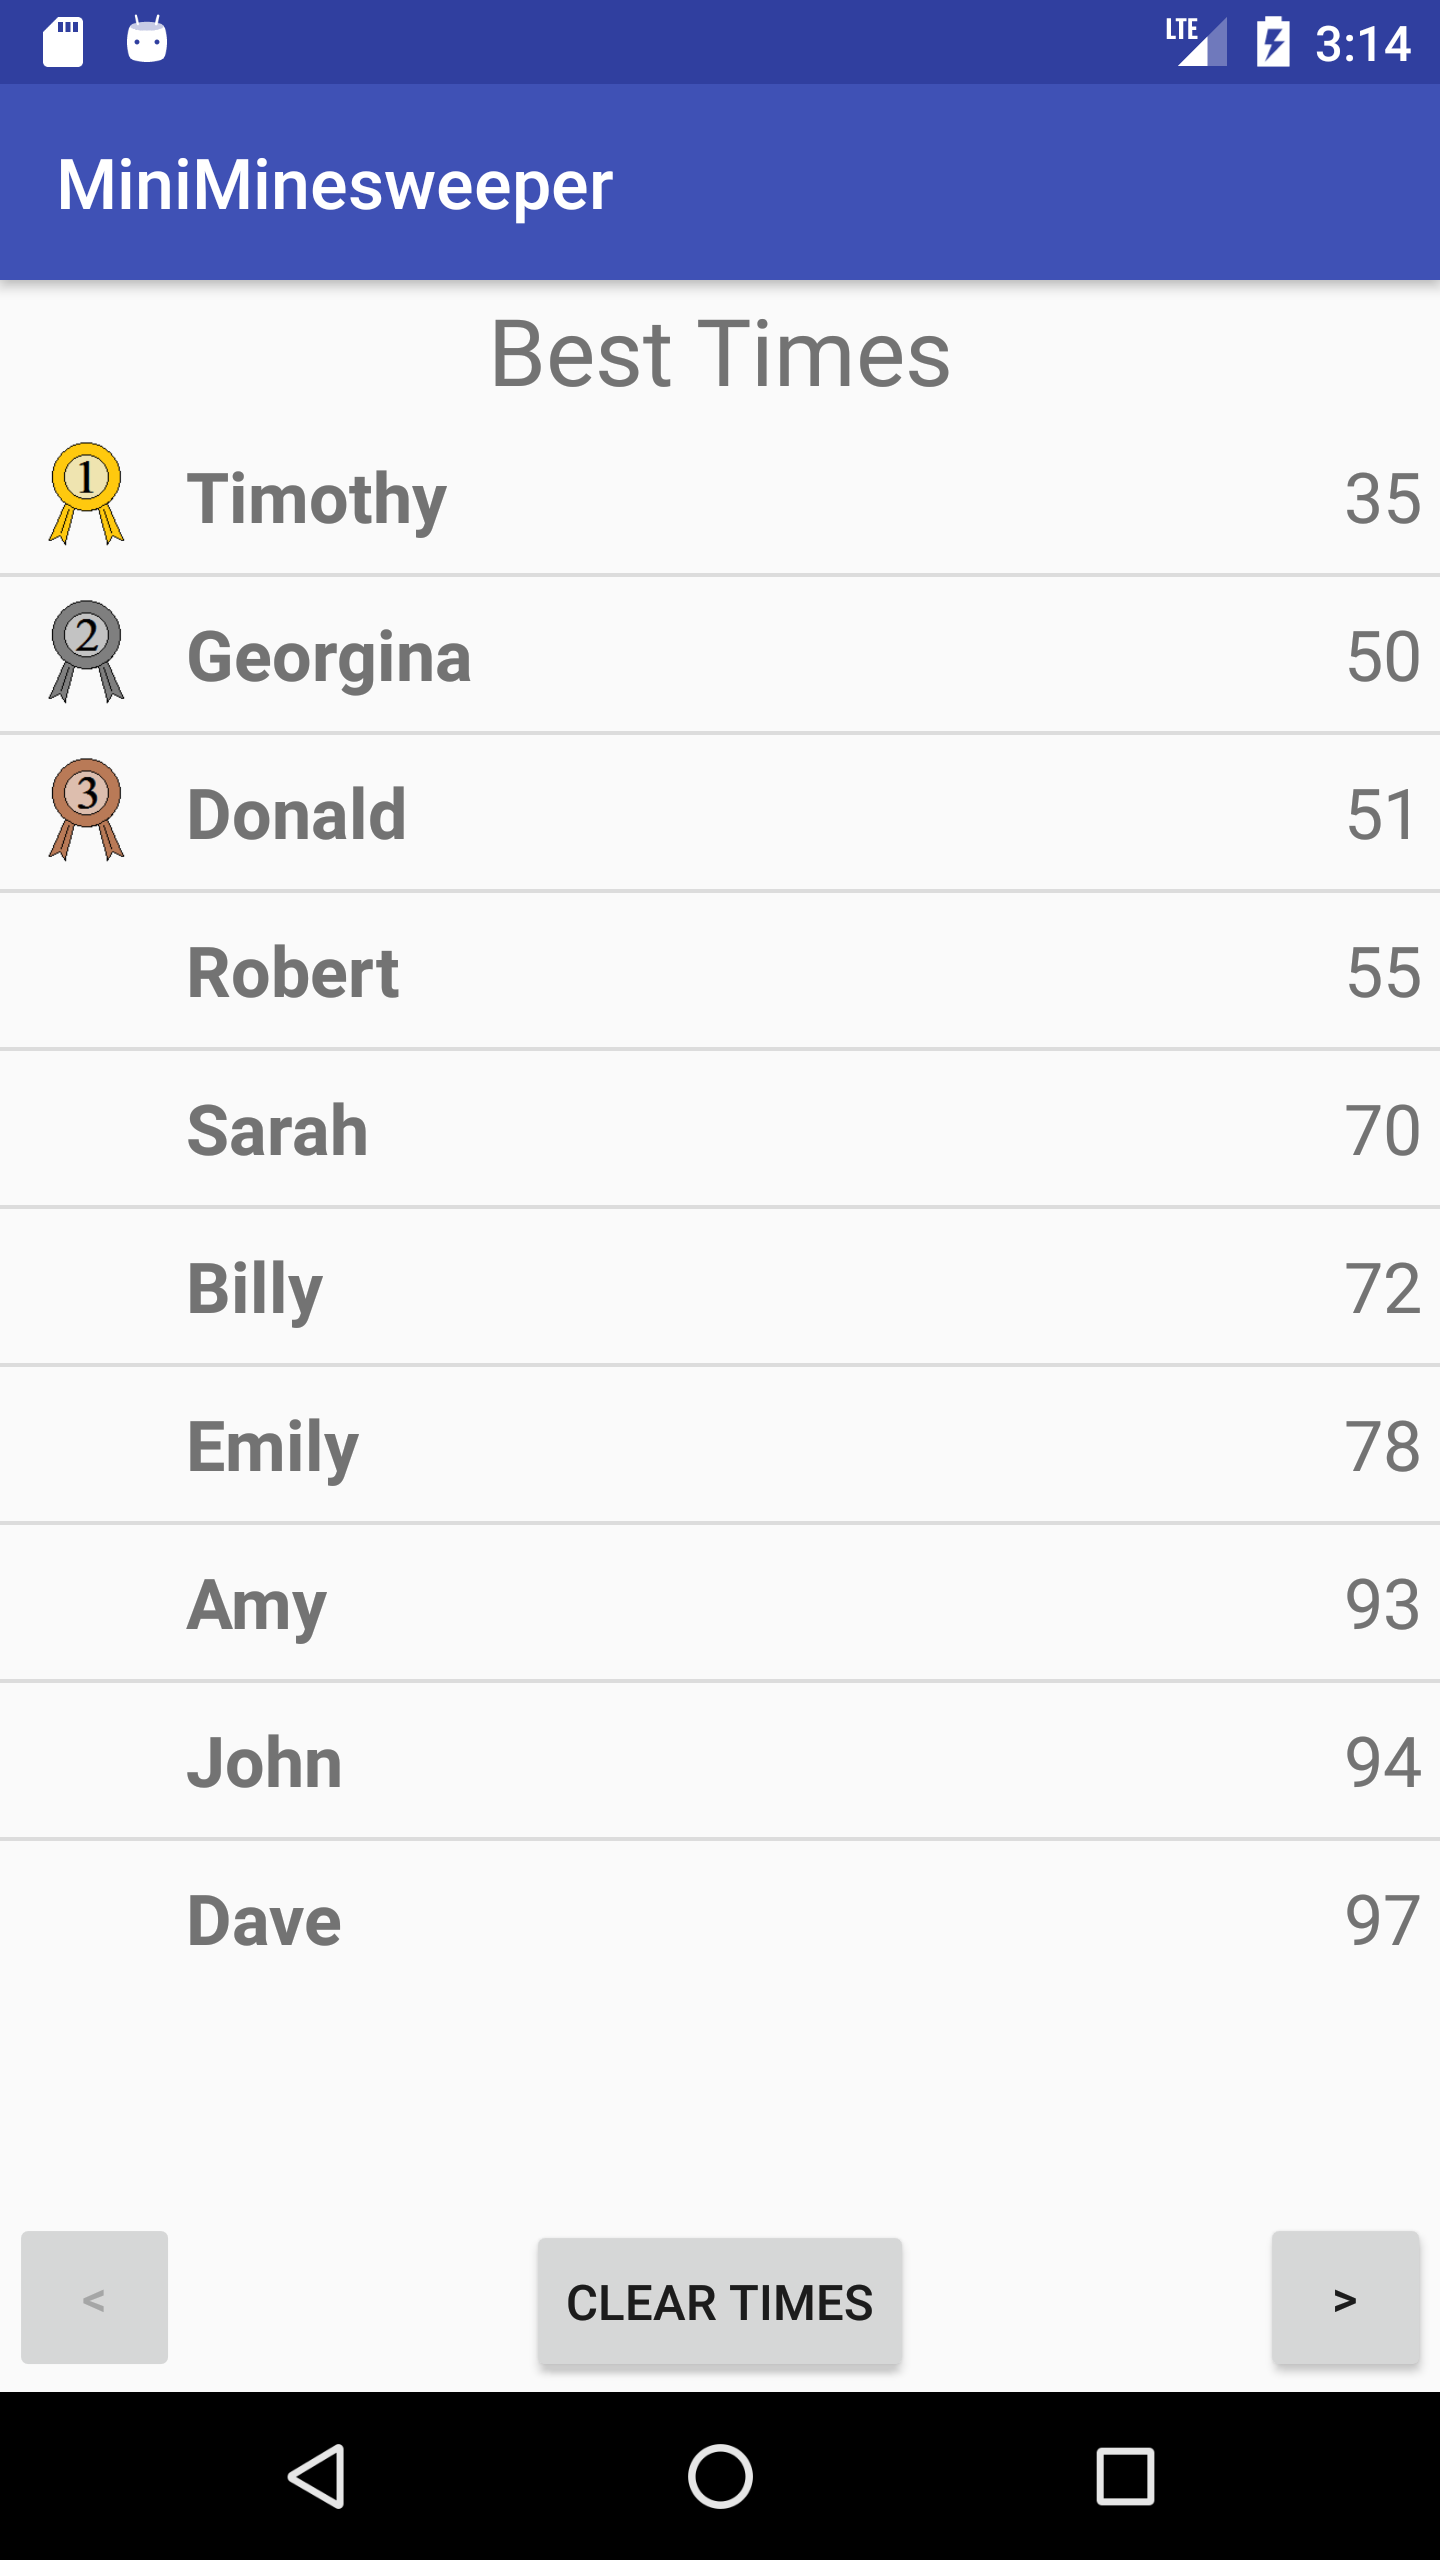 LTE 3:14
MiniMinesweeper
Best Times
1 Timothy 35
2 Georgina 50
3 Donald 51
Robert 55
Sarah 70
Billy 72
Emily 78
Amy 93
John 94
Dave 97
< CLEAR TIMES >